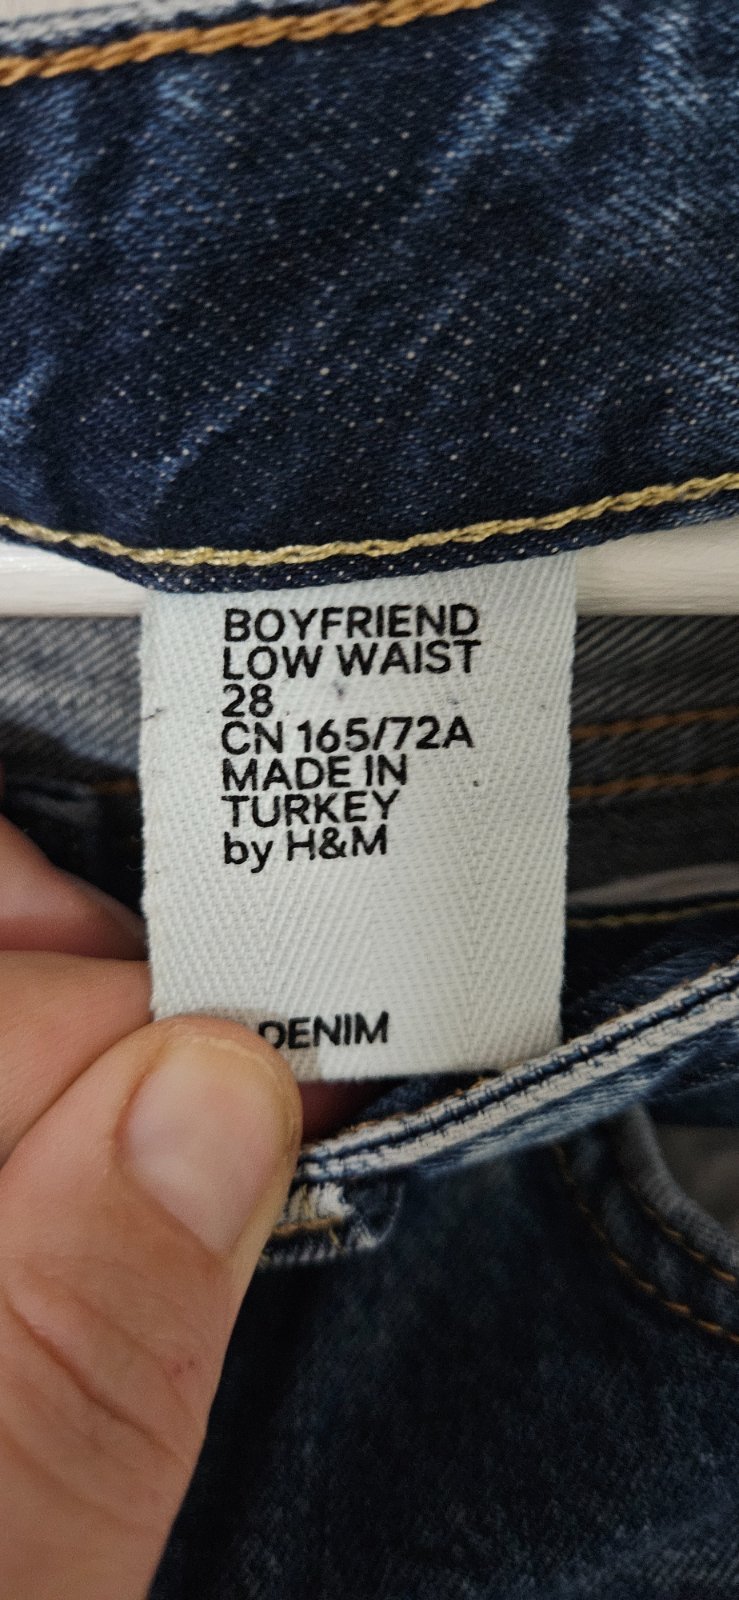 BOYFRIEND
LOW WAIST
28
CN 165/72A
MADE IN
TURKEY
by H&M
DENIM